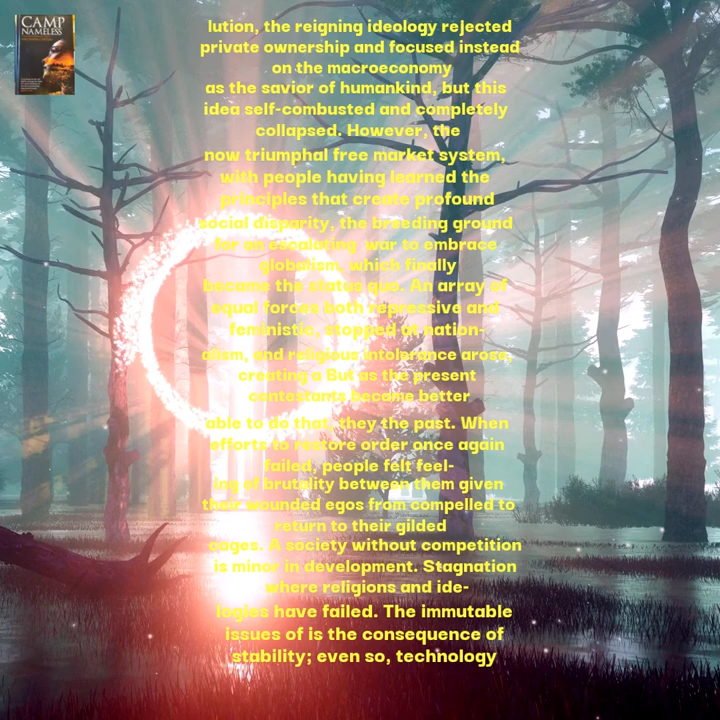 CAMP
NAMELESS
lution, the reigning ideology rejected
private ownership and focused instead
on the macroeconomy
as the savior of humankind, but this
idea self-combusted and completely
collapsed. However, the
now triumphal free market system,
with people having learned the
principles that create profound
social disparity, the breeding ground
for an escalating war to embrace
globalism, which finally
became the status quo. An array of
equal forces both repressive and
feministic, stopped at nation-
alism, and religious intolerance arose,
creating a But as the present
contestants became better
able to do that, they the past. When
efforts to restore order once again
failed, people felt feel-
ing of brutality between them given
their wounded egos from compelled to
return to their gilded
cages. A society without competition
is minor in development. Stagnation
where religions and ide-
logies have failed. The immutable
issues of is the consequence of
stability; even so, technology